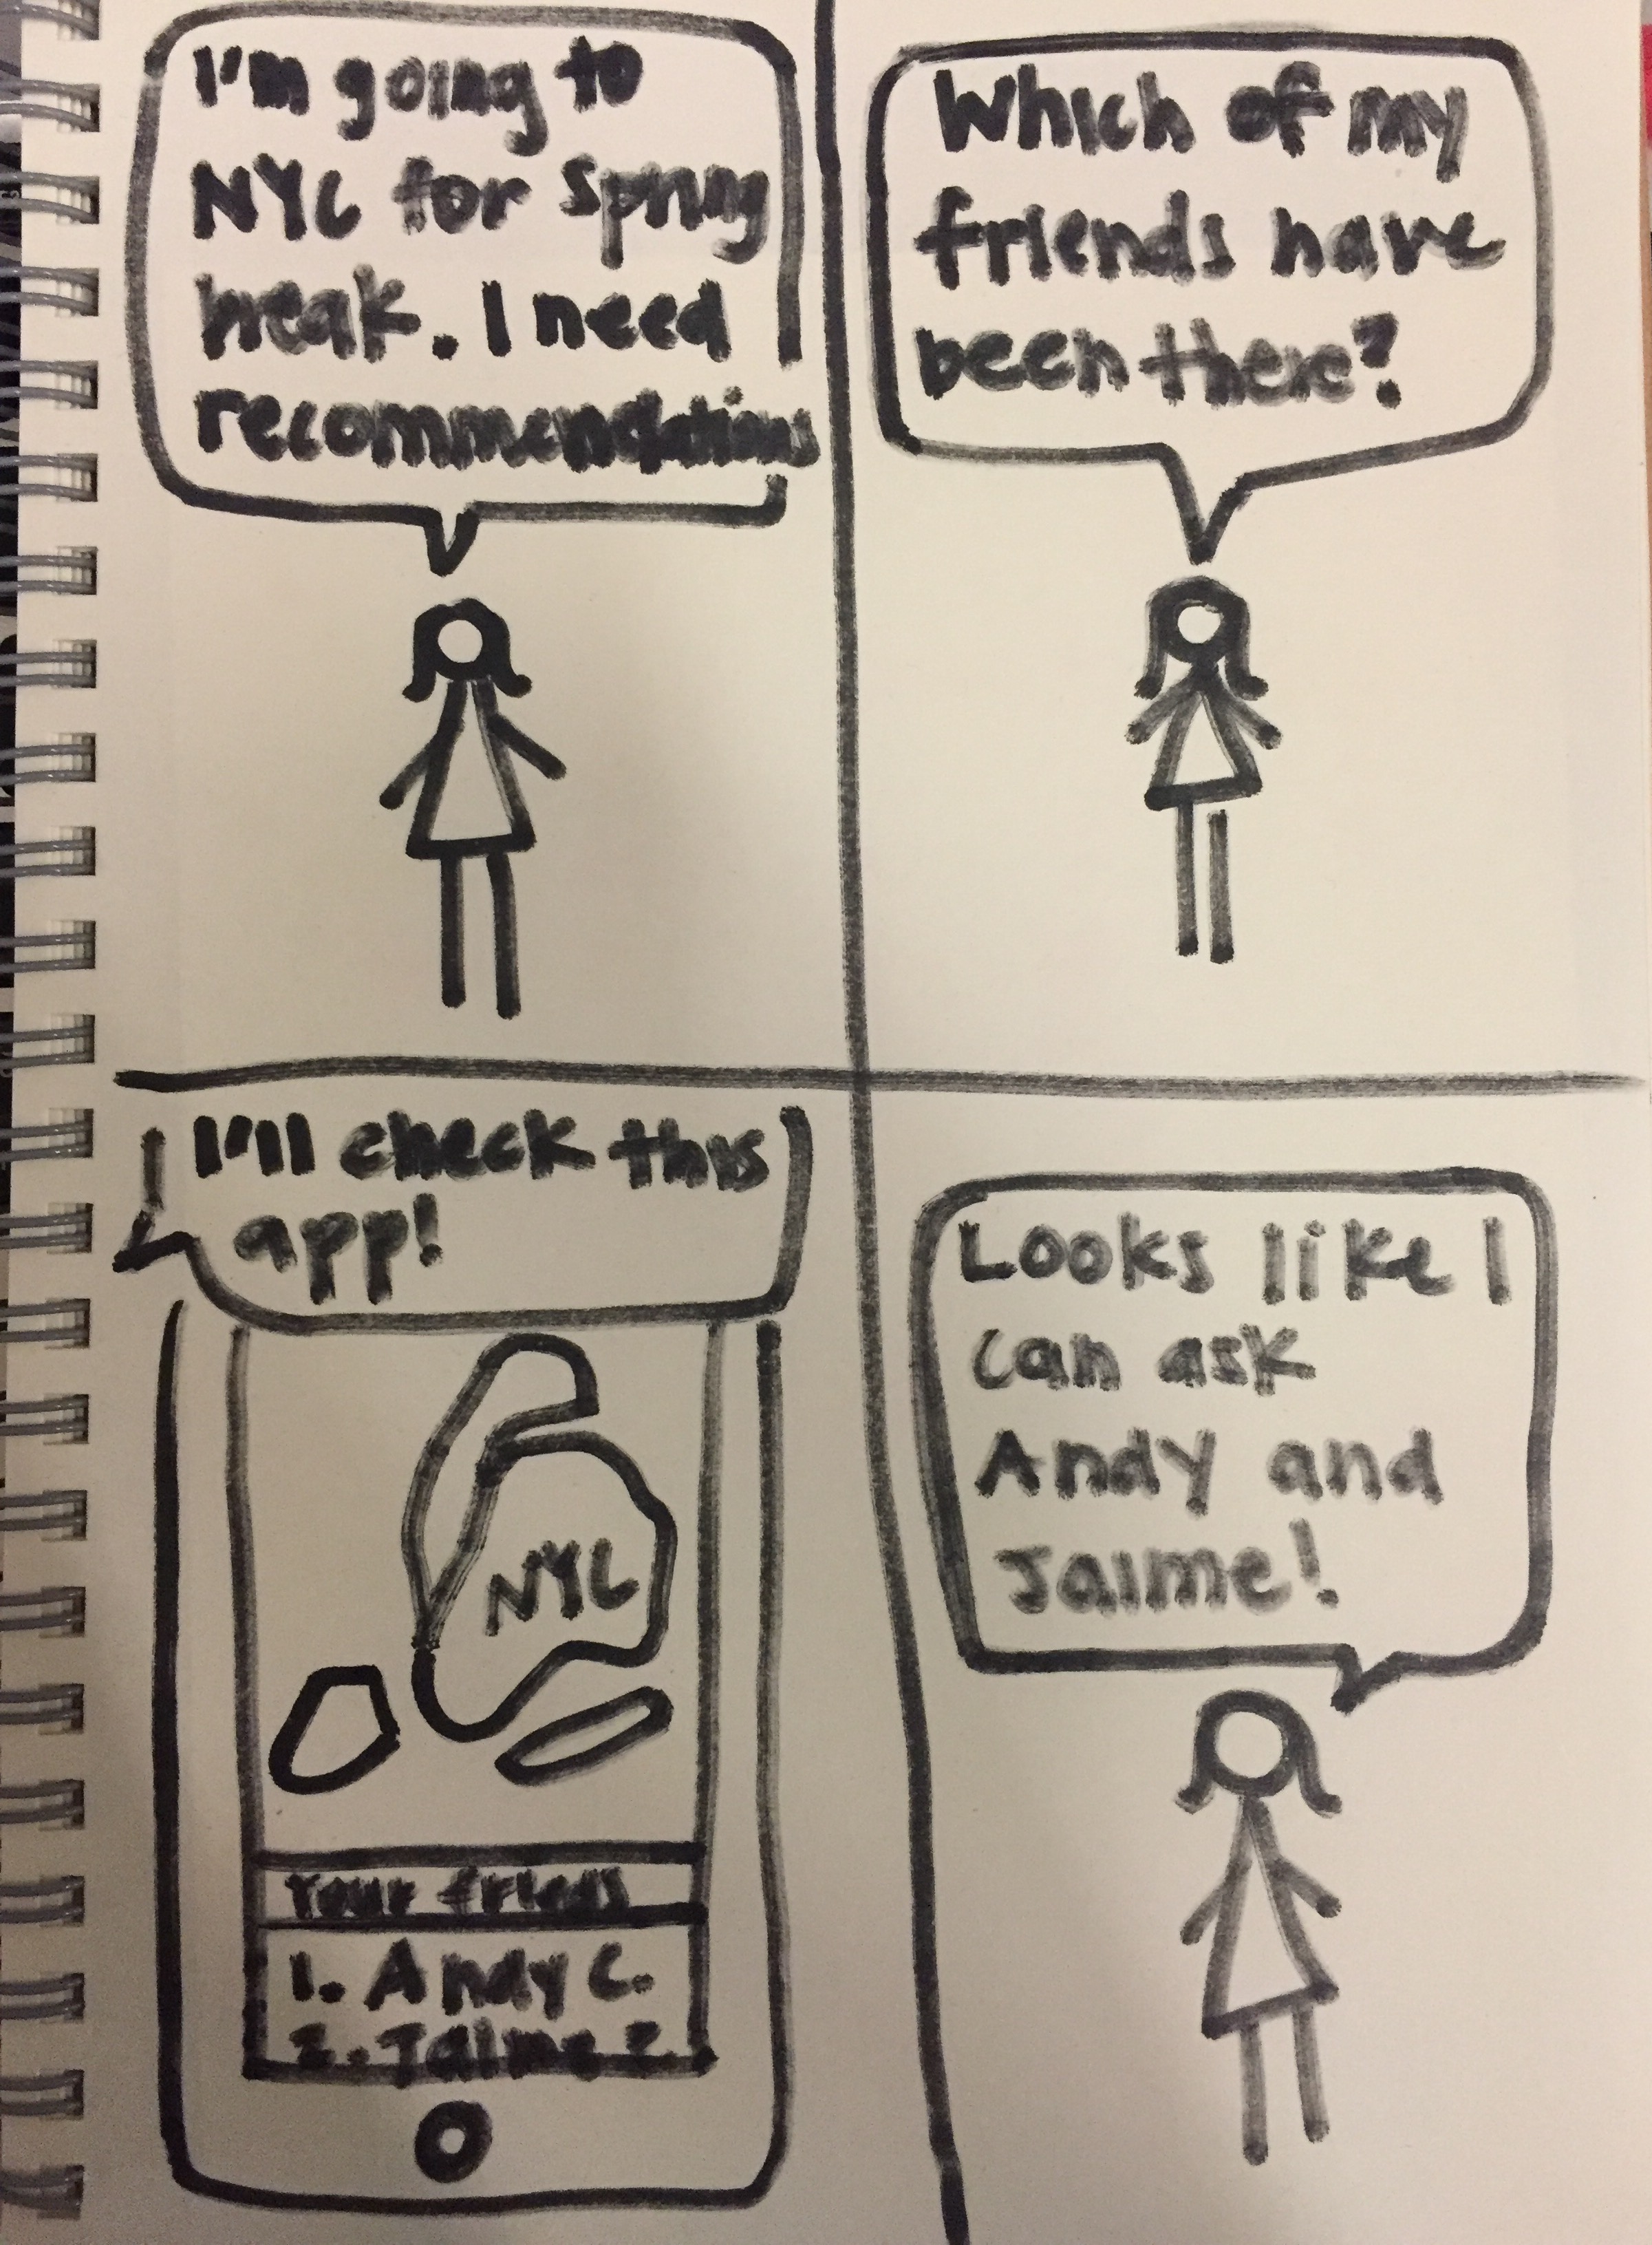 I'm going to
NYC for spring
break. I need
recommendations
Which of my
friends have
been there?
I'll check this
app!
NYC
Your frieds
1. Andy C.
2. Jaime Z.
Looks like I
can ask
Andy and
Jaime!